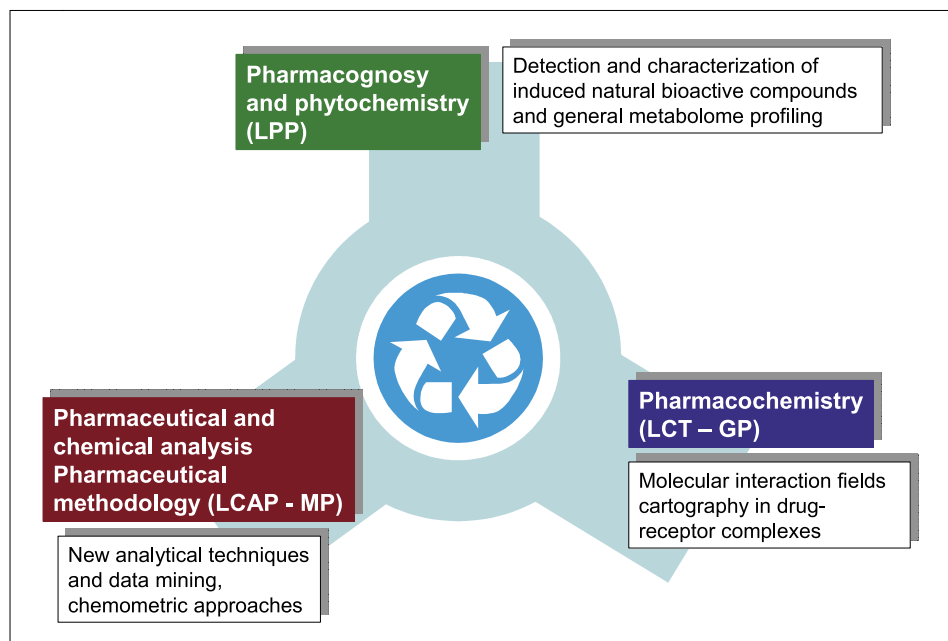 Pharmacognosy
and phytochemistry
(LPP)
Detection and characterization of
induced natural bioactive compounds
and general metabolome profiling
Pharmaceutical and
chemical analysis
Pharmaceutical
methodology (LCAP - MP)
New analytical techniques
and data mining,
chemometric approaches
Pharmacochemistry
(LCT – GP)
Molecular interaction fields
cartography in drug-
receptor complexes